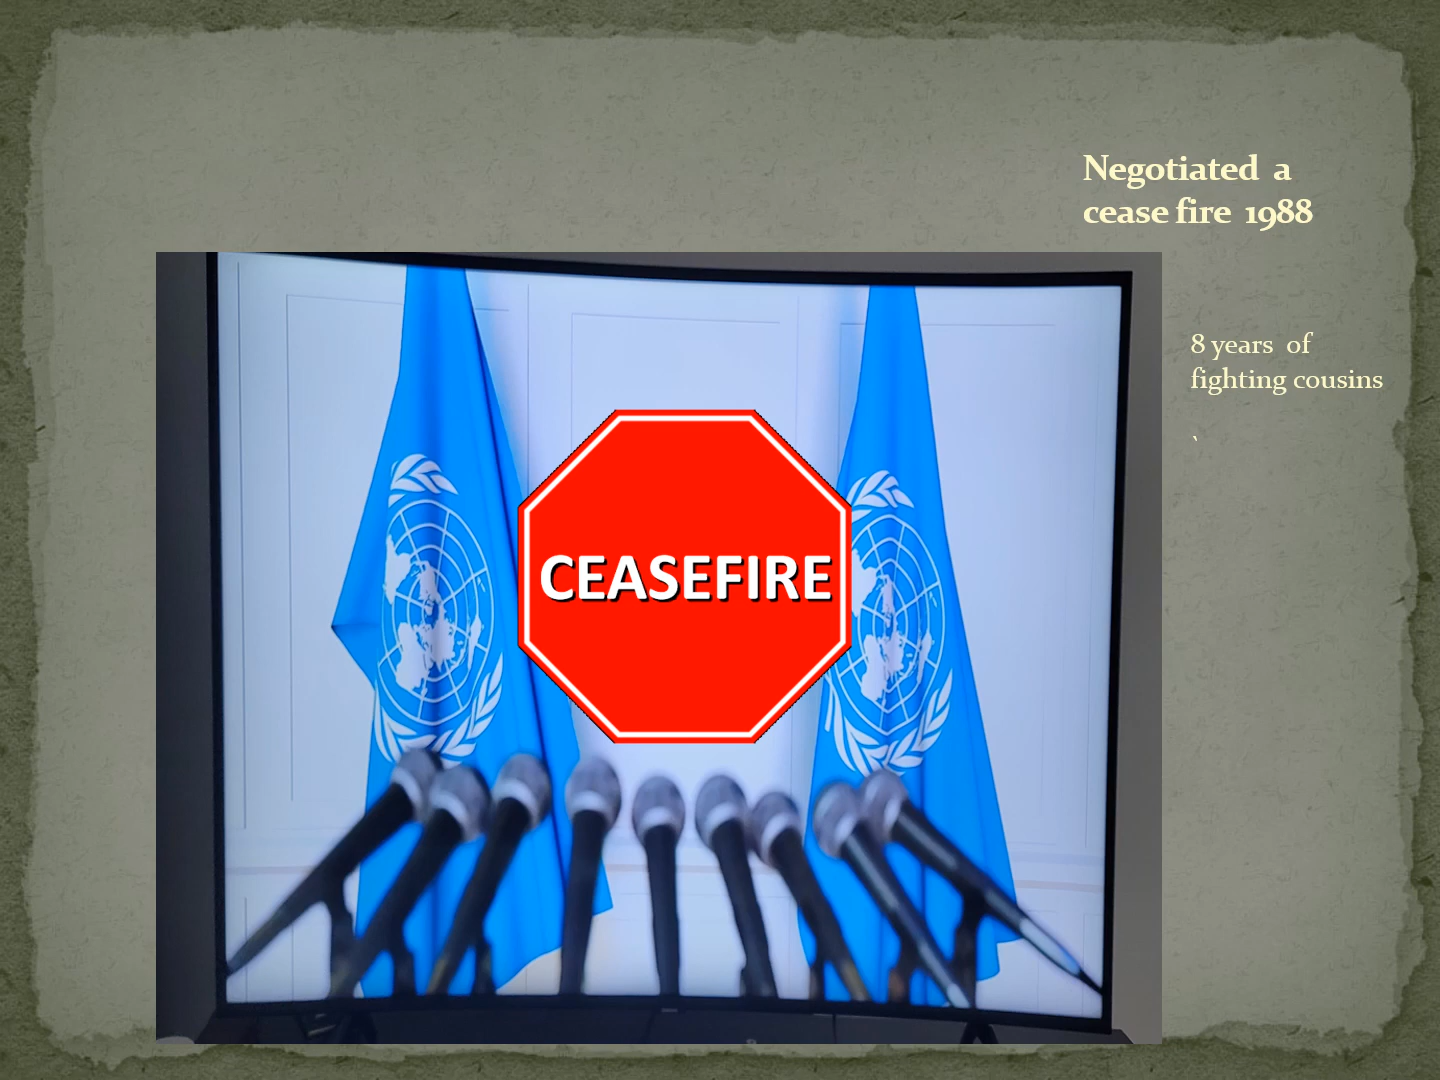 Negotiated a
cease fire 1988
8 years of
fighting cousins
`
CEASEFIRE